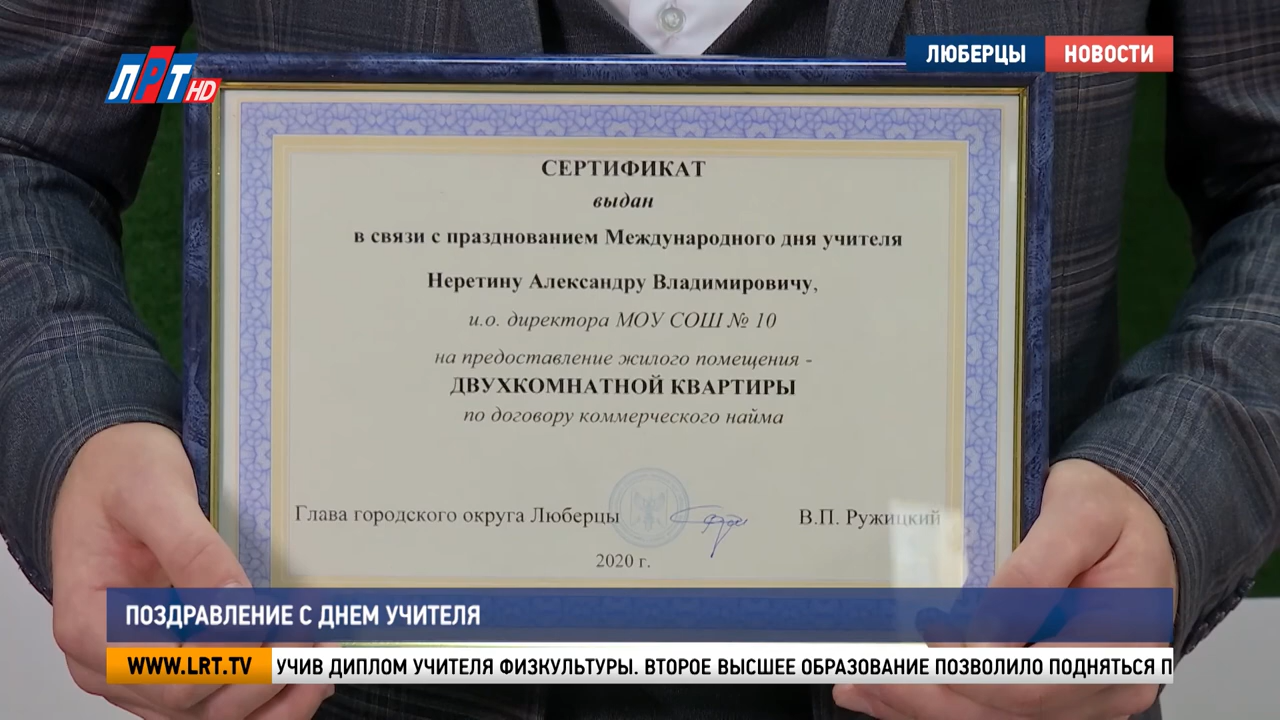 ЛРТ HD
ЛЮБЕРЦЫ НОВОСТИ
СЕРТИФИКАТ
выдан
в связи с празднованием Международного дня учителя
Неретину Александру Владимировичу,
и.о. директора МОУ СОШ № 10
на предоставление жилого помещения -
ДВУХКОМНАТНОЙ КВАРТИРЫ
по договору коммерческого найма
Глава городского округа Люберцы В.П. Ружицкий
2020 г.
ПОЗДРАВЛЕНИЕ С ДНЕМ УЧИТЕЛЯ
WWW.LRT.TV УЧИВ ДИПЛОМ УЧИТЕЛЯ ФИЗКУЛЬТУРЫ. ВТОРОЕ ВЫСШЕЕ ОБРАЗОВАНИЕ ПОЗВОЛИЛО ПОДНЯТЬСЯ П